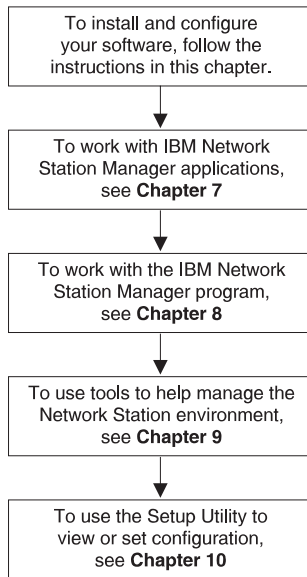 To install and configure
your software, follow the
instructions in this chapter.
To work with IBM Network
Station Manager applications,
see Chapter 7
To work with the IBM Network
Station Manager program,
see Chapter 8
To use tools to help manage the
Network Station environment,
see Chapter 9
To use the Setup Utility to
view or set configuration,
see Chapter 10